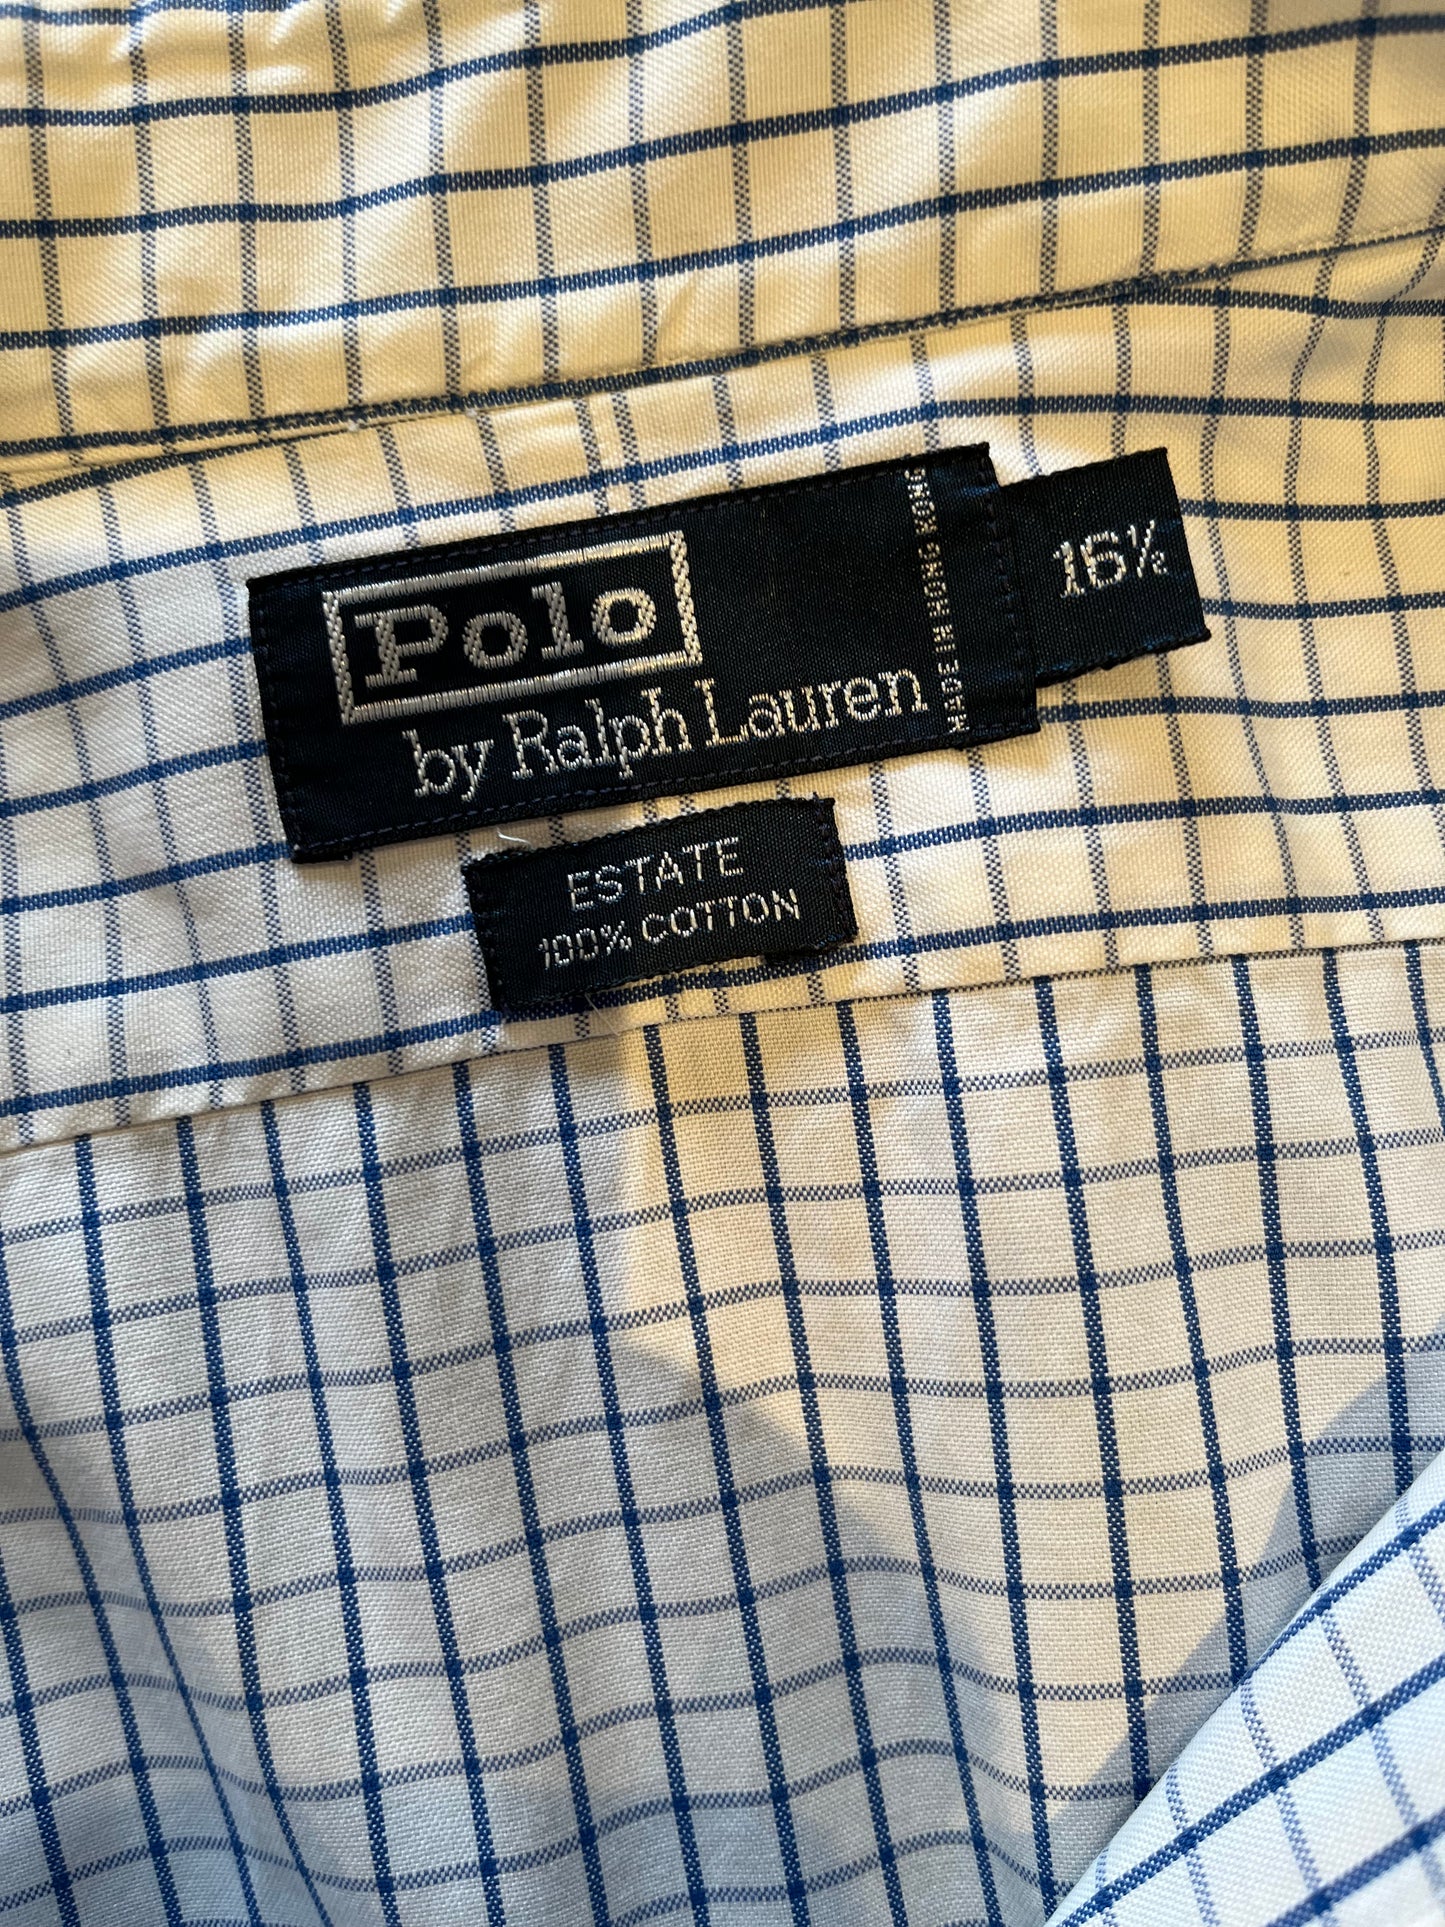 Polo
by Ralph Lauren
MADE IN HONG KONG
16½
ESTATE
100% COTTON